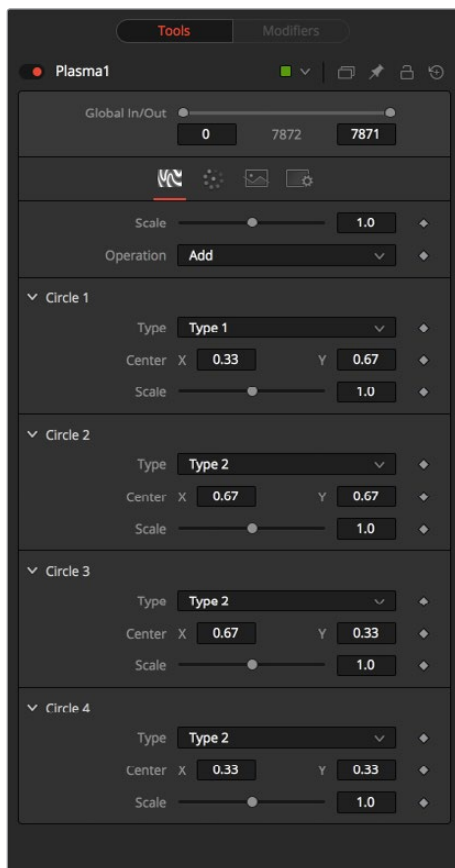 Tools Modifiers
Plasma1
Global In/Out
0 7872 7871
Scale 1.0
Operation Add
Circle 1
Type Type 1
Center X 0.33 Y 0.67
Scale 1.0
Circle 2
Type Type 2
Center X 0.67 Y 0.67
Scale 1.0
Circle 3
Type Type 2
Center X 0.67 Y 0.33
Scale 1.0
Circle 4
Type Type 2
Center X 0.33 Y 0.33
Scale 1.0